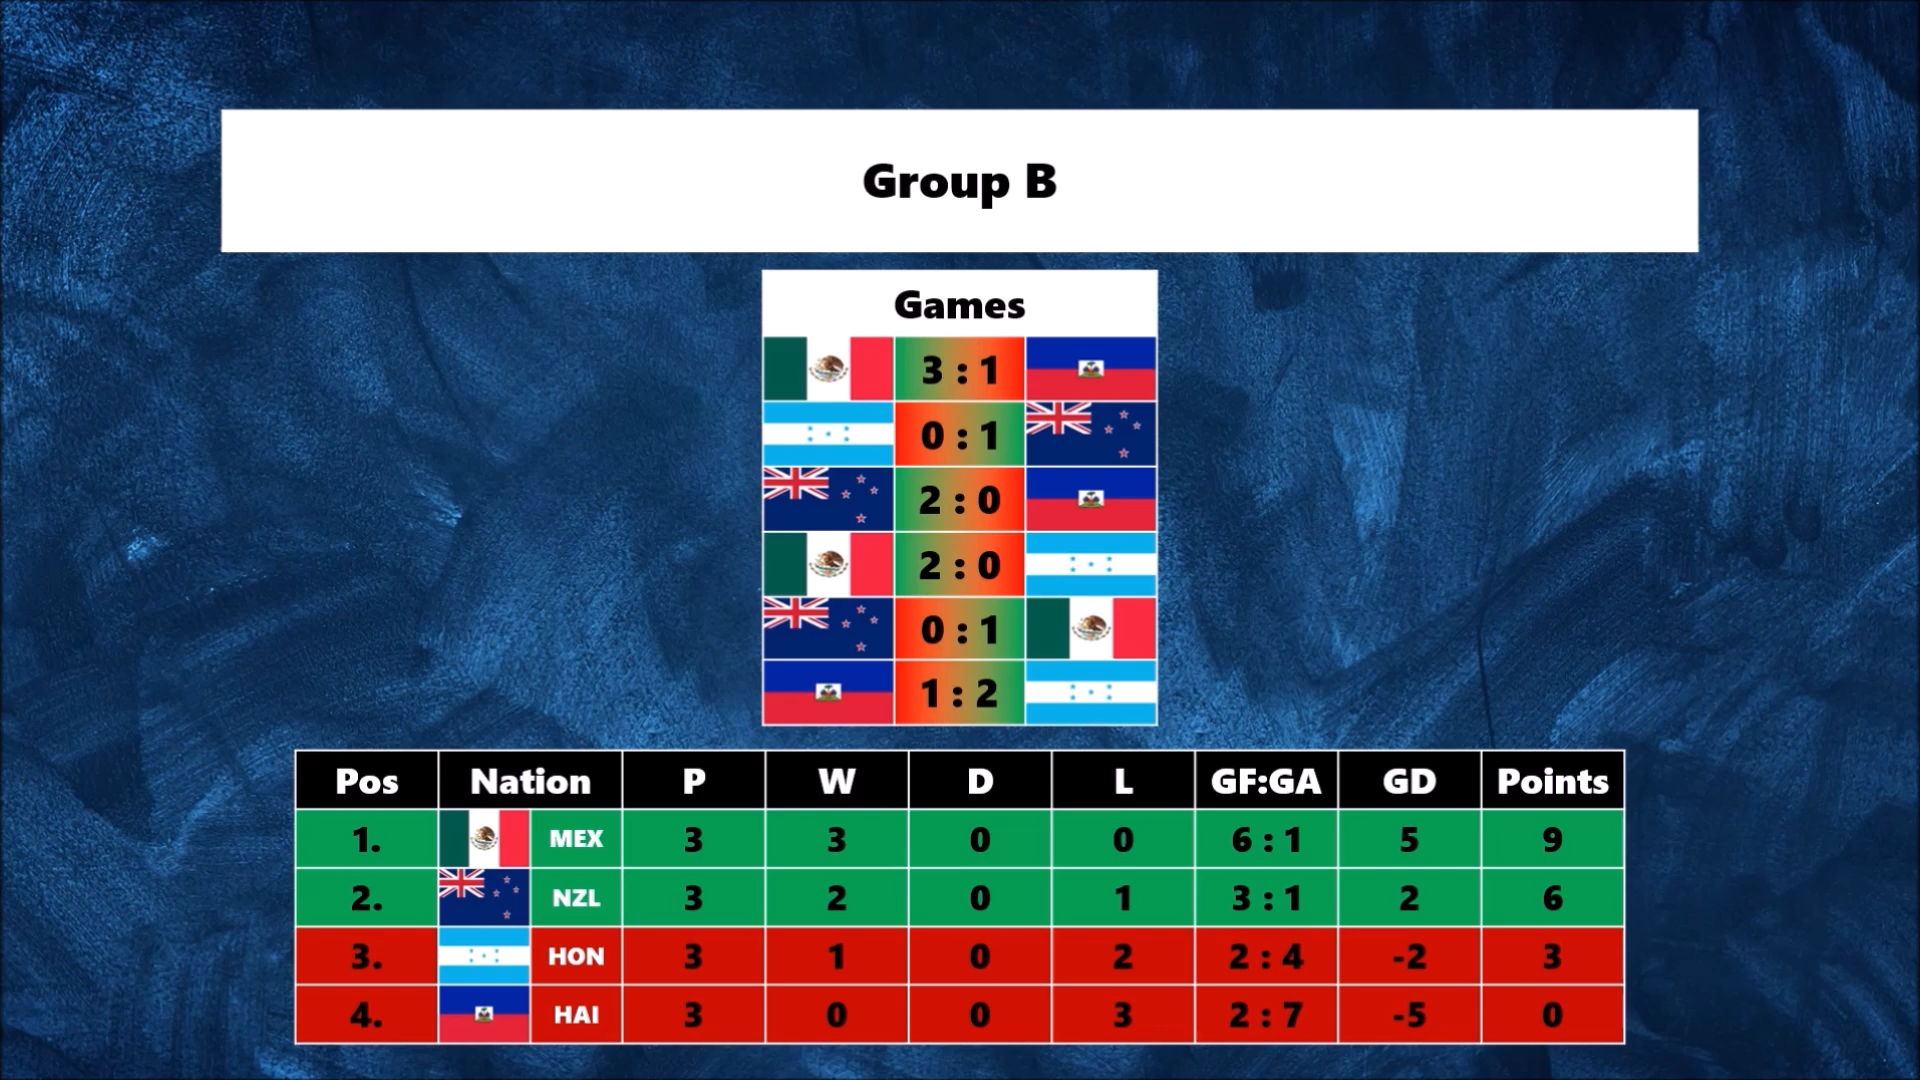 Group B
Games
3 : 1
0 : 1
2 : 0
2 : 0
0 : 1
1 : 2
Pos Nation P W D L GF:GA GD Points
1. MEX 3 3 0 0 6 : 1 5 9
2. NZL 3 2 0 1 3 : 1 2 6
3. HON 3 1 0 2 2 : 4 -2 3
4. HAI 3 0 0 3 2 : 7 -5 0